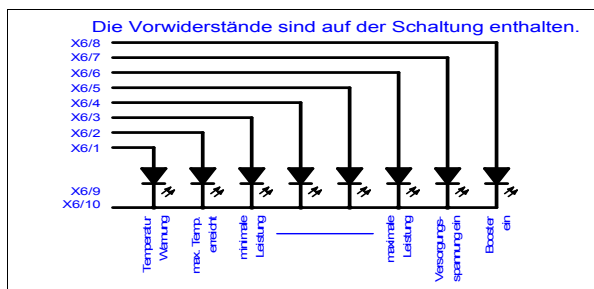 Die Vorwiderstände sind auf der Schaltung enthalten.
X6/8
X6/7
X6/6
X6/5
X6/4
X6/3
X6/2
X6/1
X6/9
X6/10
Temperatur
Warnung
max. Temp.
erreicht
minimale
Leistung
maximale
Leistung
Versorgungs-
spannung ein
Booster
ein